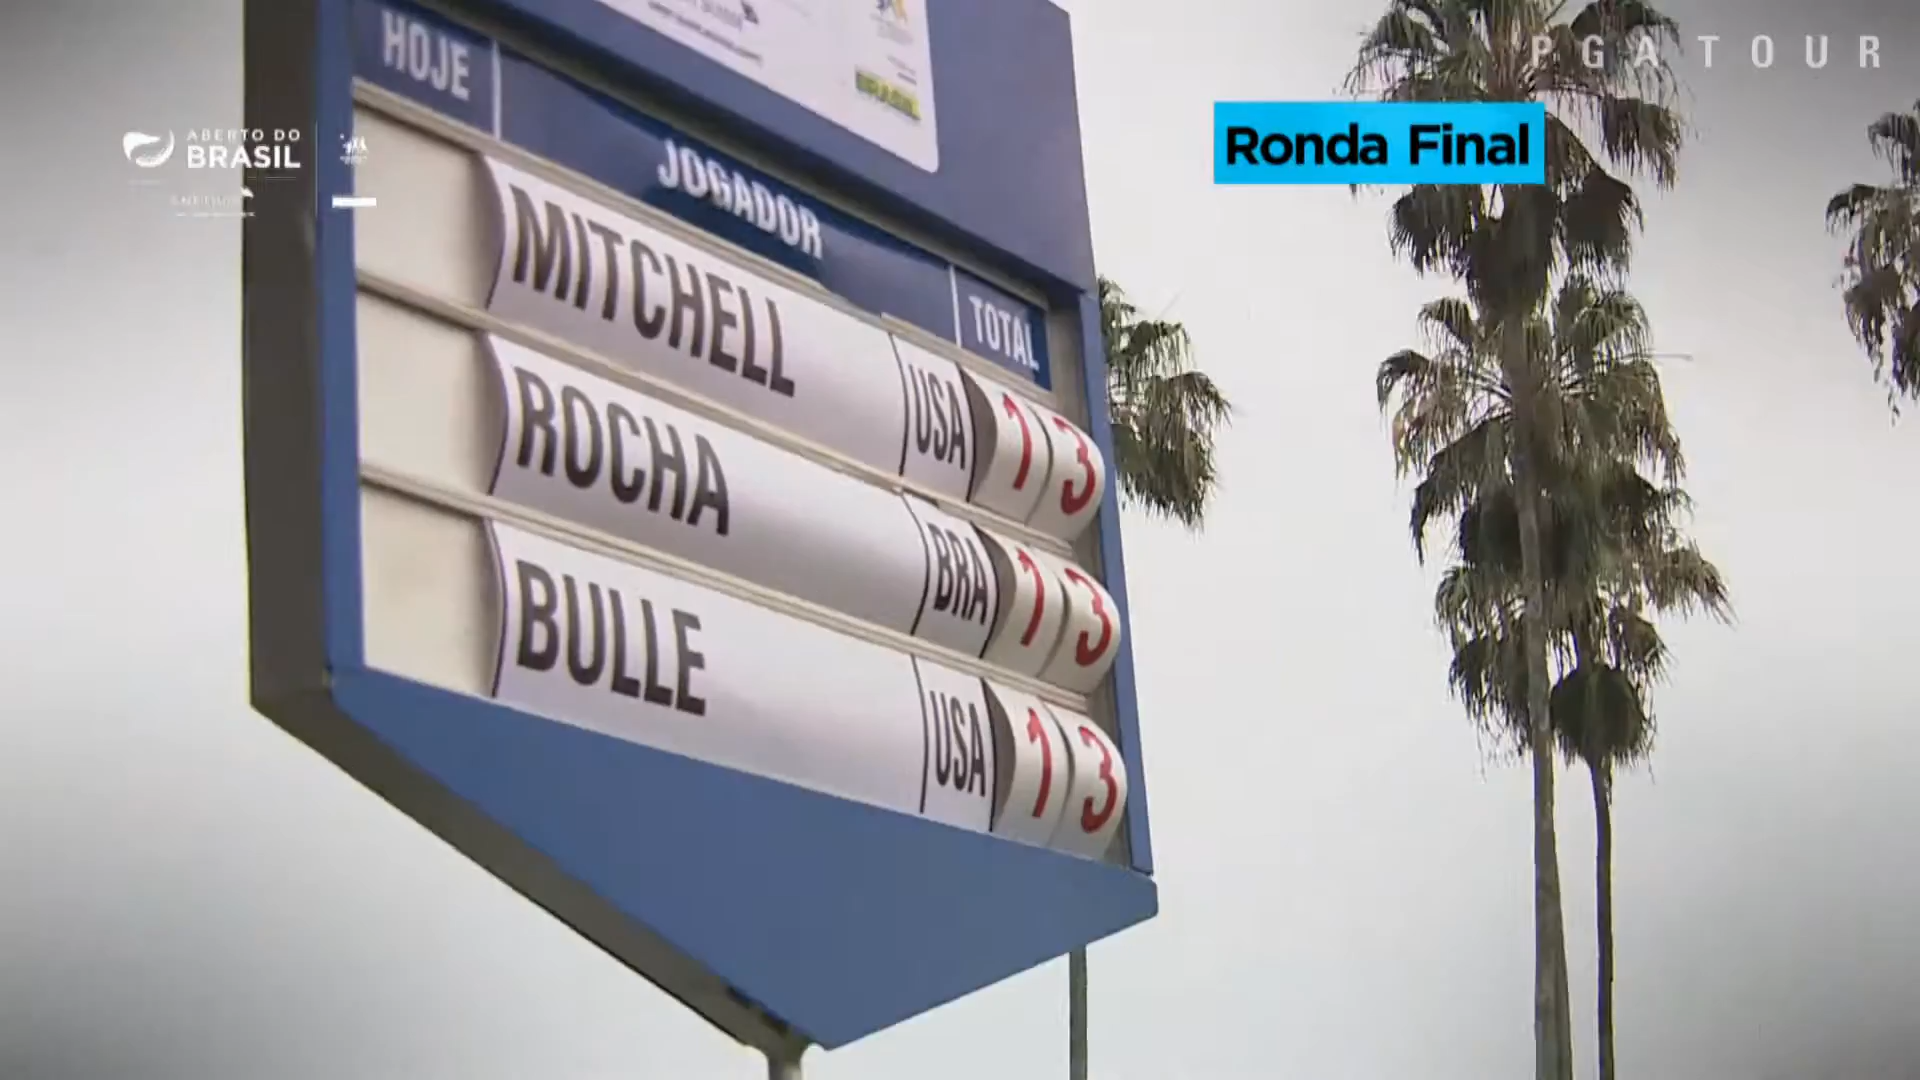 PGA TOUR
HOJE
BRASIL
Ronda Final
ABERTO DO
BRASIL
JOGADOR
TOTAL
MITCHELL USA 13
ROCHA BRA 13
BULLE USA 13